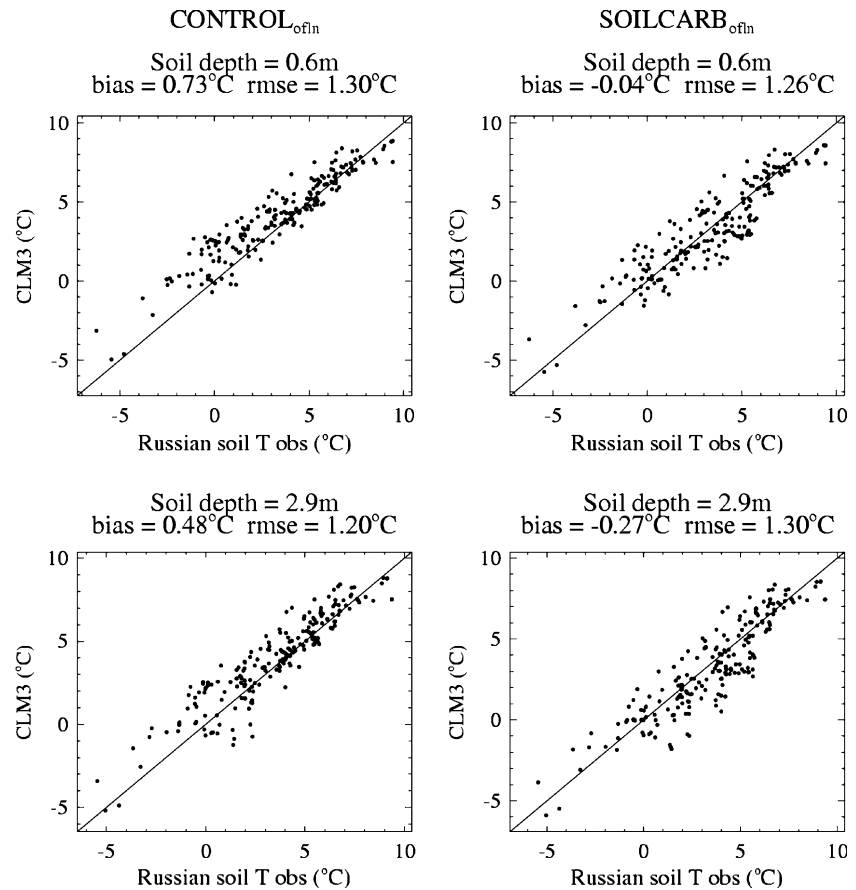 CONTROLofln
SOILCARBofln
Soil depth = 0.6m
bias = 0.73°C rmse = 1.30°C
Soil depth = 0.6m
bias = -0.04°C rmse = 1.26°C
10
5
0
-5
CLM3 (°C)
-5 0 5 10
Russian soil T obs (°C)
10
5
0
-5
CLM3 (°C)
-5 0 5 10
Russian soil T obs (°C)
Soil depth = 2.9m
bias = 0.48°C rmse = 1.20°C
Soil depth = 2.9m
bias = -0.27°C rmse = 1.30°C
10
5
0
-5
CLM3 (°C)
-5 0 5 10
Russian soil T obs (°C)
10
5
0
-5
CLM3 (°C)
-5 0 5 10
Russian soil T obs (°C)